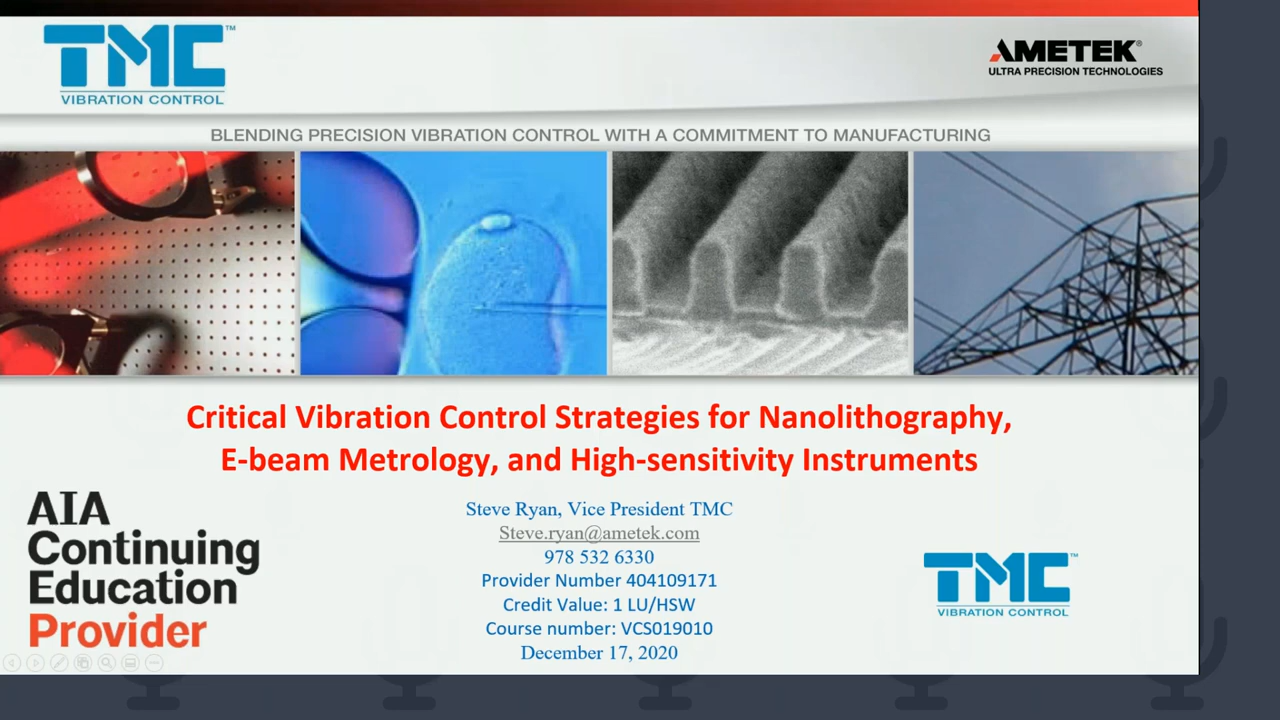 TMC™
VIBRATION CONTROL
AMETEK®
ULTRA PRECISION TECHNOLOGIES
BLENDING PRECISION VIBRATION CONTROL WITH A COMMITMENT TO MANUFACTURING
Critical Vibration Control Strategies for Nanolithography,
E-beam Metrology, and High-sensitivity Instruments
AIA
Continuing
Education
Provider
Steve Ryan, Vice President TMC
Steve.ryan@ametek.com
978 532 6330
Provider Number 404109171
Credit Value: 1 LU/HSW
Course number: VCS019010
December 17, 2020
TMC™
VIBRATION CONTROL